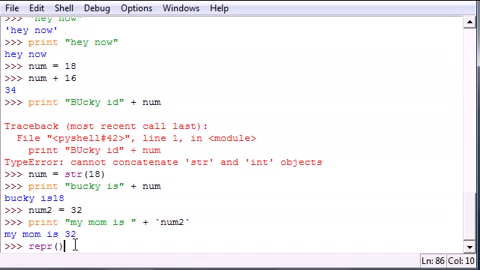 File Edit Shell Debug Options Windows Help
>>> "hey now"
'hey now'
>>> print "hey now"
hey now
>>> num = 18
>>> num + 16
34
>>> print "BUcky id" + num
Traceback (most recent call last):
File "<pyshell#42>", line 1, in <module>
print "BUcky id" + num
TypeError: cannot concatenate 'str' and 'int' objects
>>> num = str(18)
>>> print "bucky is" + num
bucky is18
>>> num2 = 32
>>> print "my mom is " + `num2`
my mom is 32
>>> repr()
Ln: 86 Col: 10